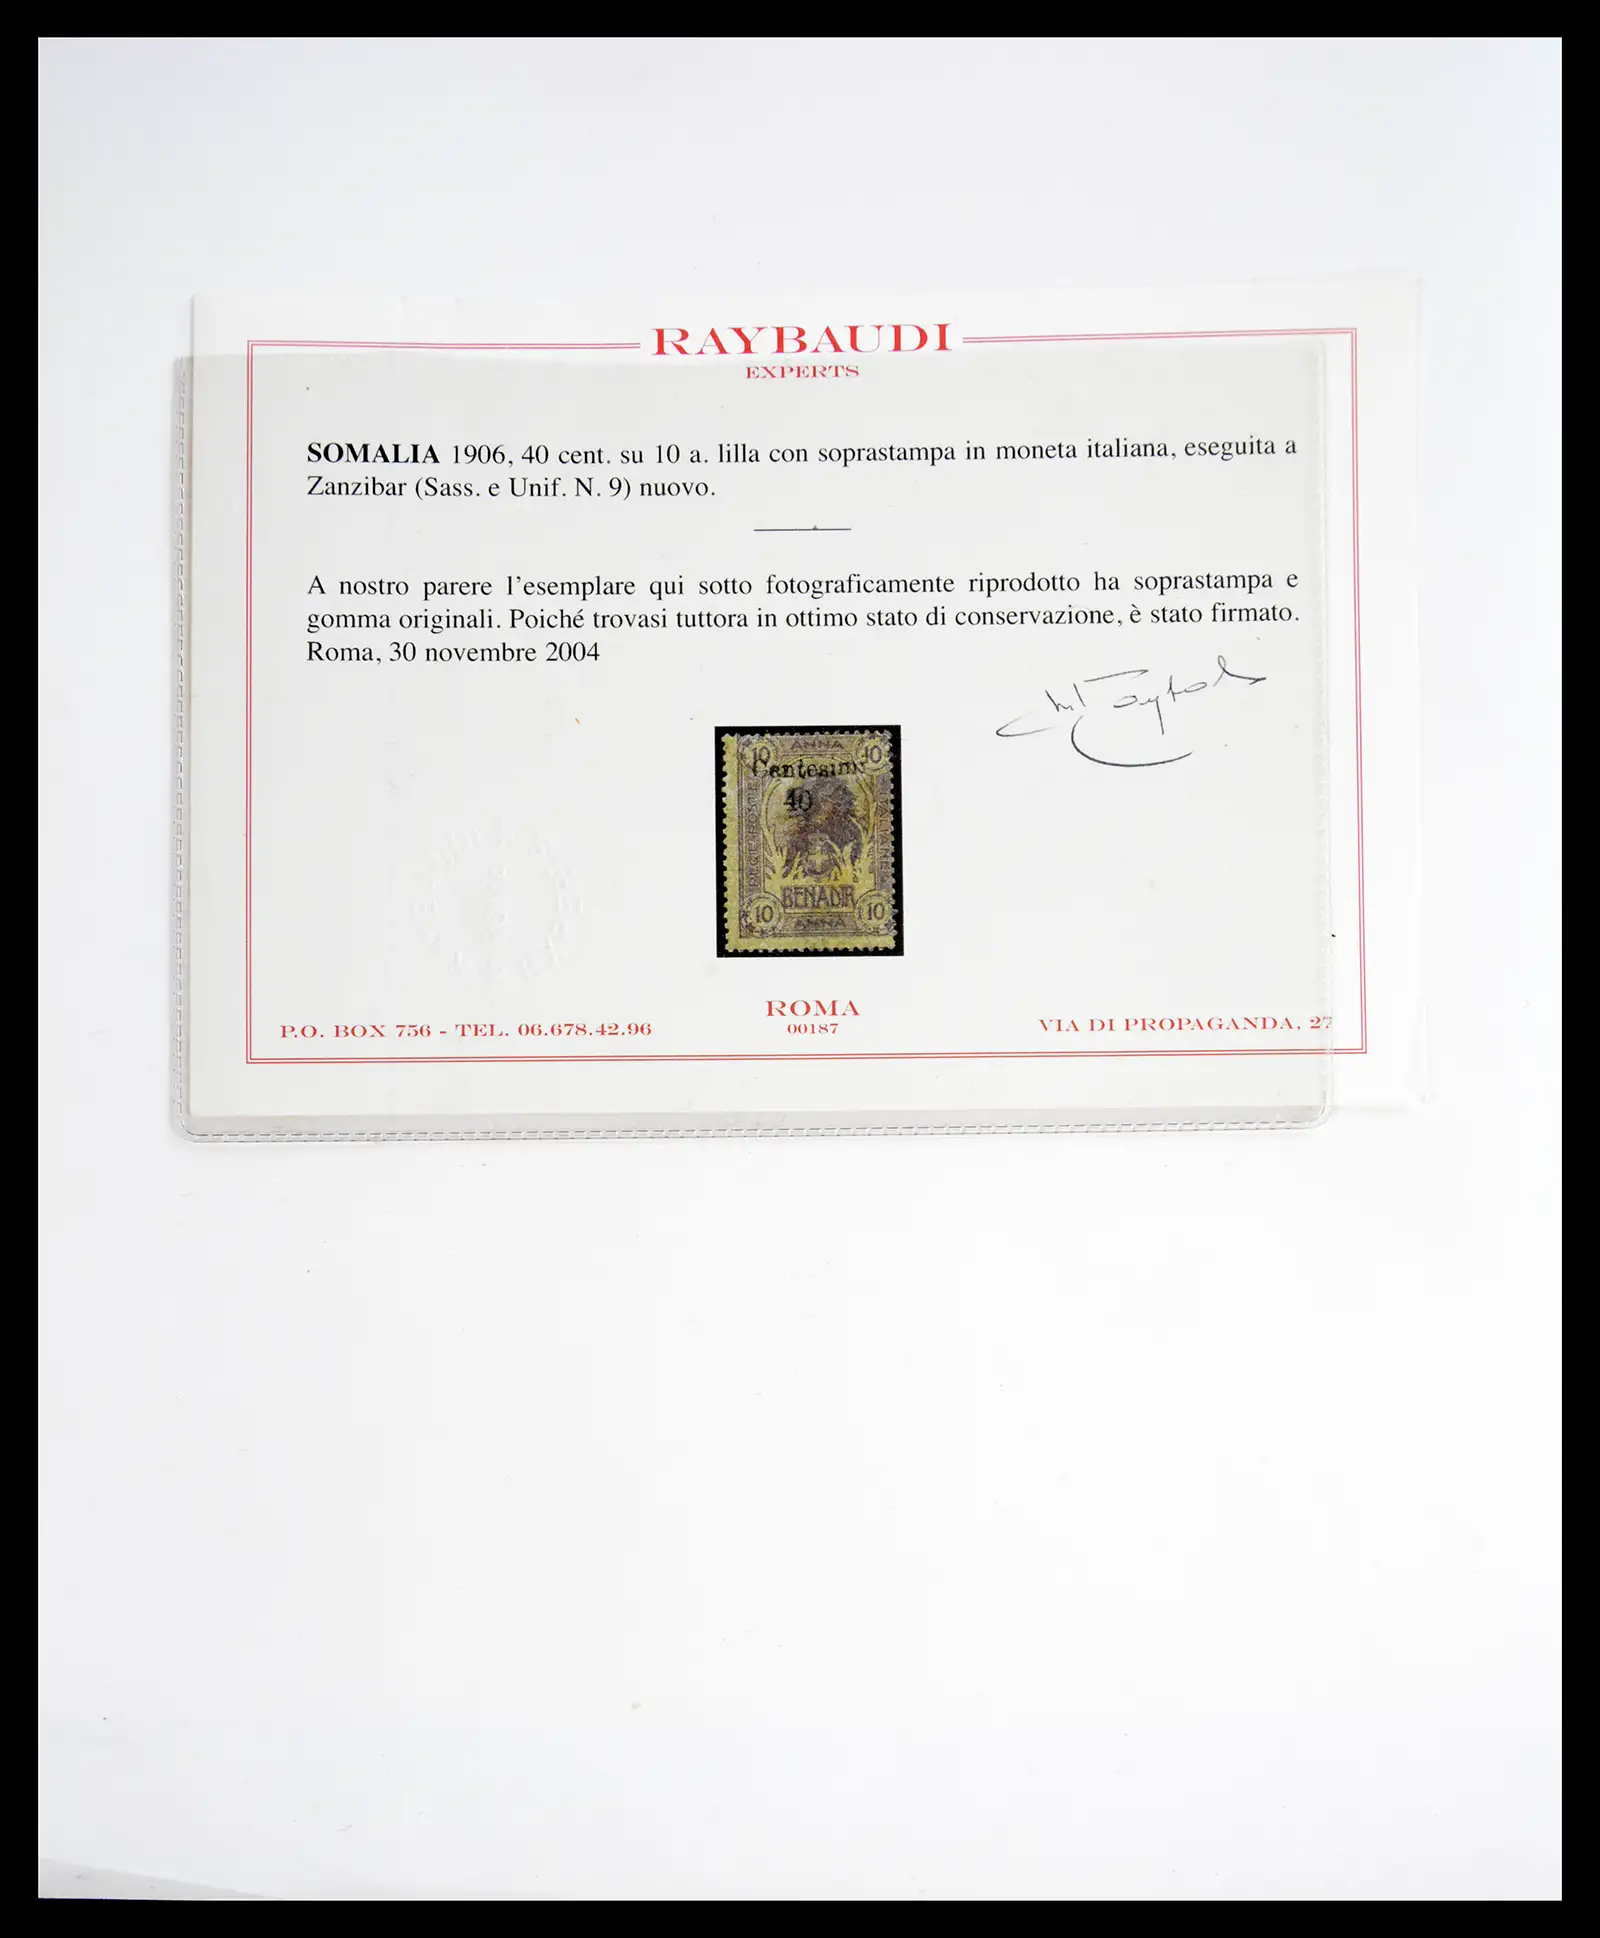 RAYBAUDI
EXPERTS
SOMALIA 1906, 40 cent. su 10 a. lilla con soprastampa in moneta italiana, eseguita a
Zanzibar (Sass. e Unif. N. 9) nuovo.
A nostro parere l'esemplare qui sotto fotograficamente riprodotto ha soprastampa e
gomma originali. Poiché trovasi tuttora in ottimo stato di conservazione, è stato firmato.
Roma, 30 novembre 2004
10 ANNA 10
Centesimi
40
BENADIR
10 ANNA 10
ROMA
00187
P.O. BOX 756 - TEL. 06.678.42.96
VIA DI PROPAGANDA, 27